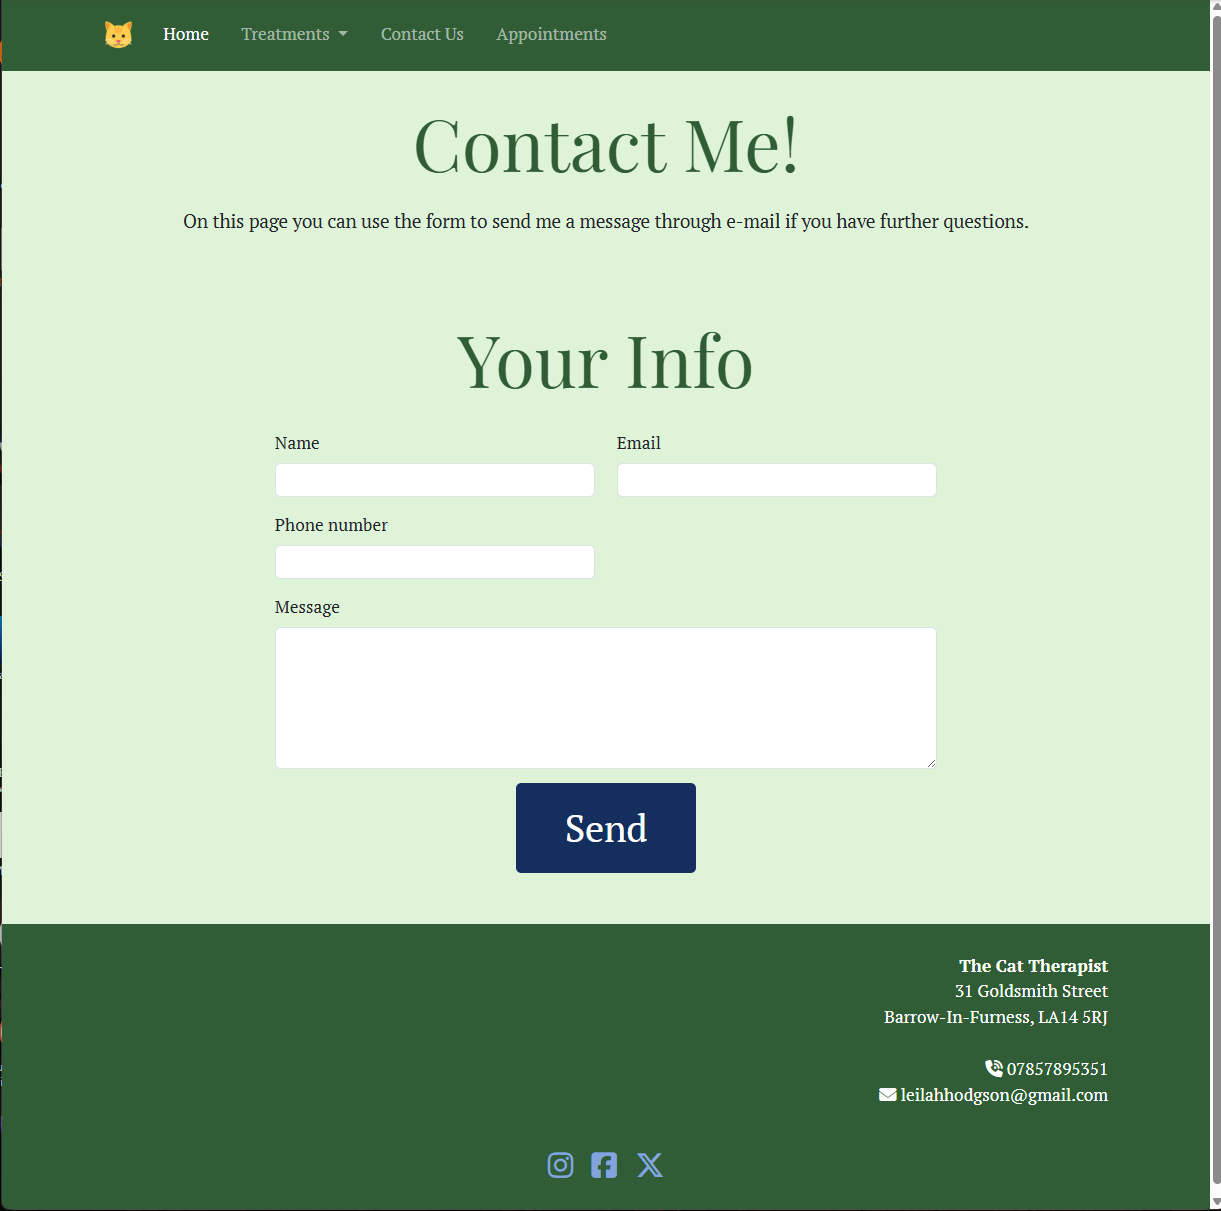 Home Treatments Contact Us Appointments
Contact Me!
On this page you can use the form to send me a message through e-mail if you have further questions.
Your Info
Name Email
Phone number
Message
Send
The Cat Therapist
31 Goldsmith Street
Barrow-In-Furness, LA14 5RJ
07857895351
leilahhodgson@gmail.com